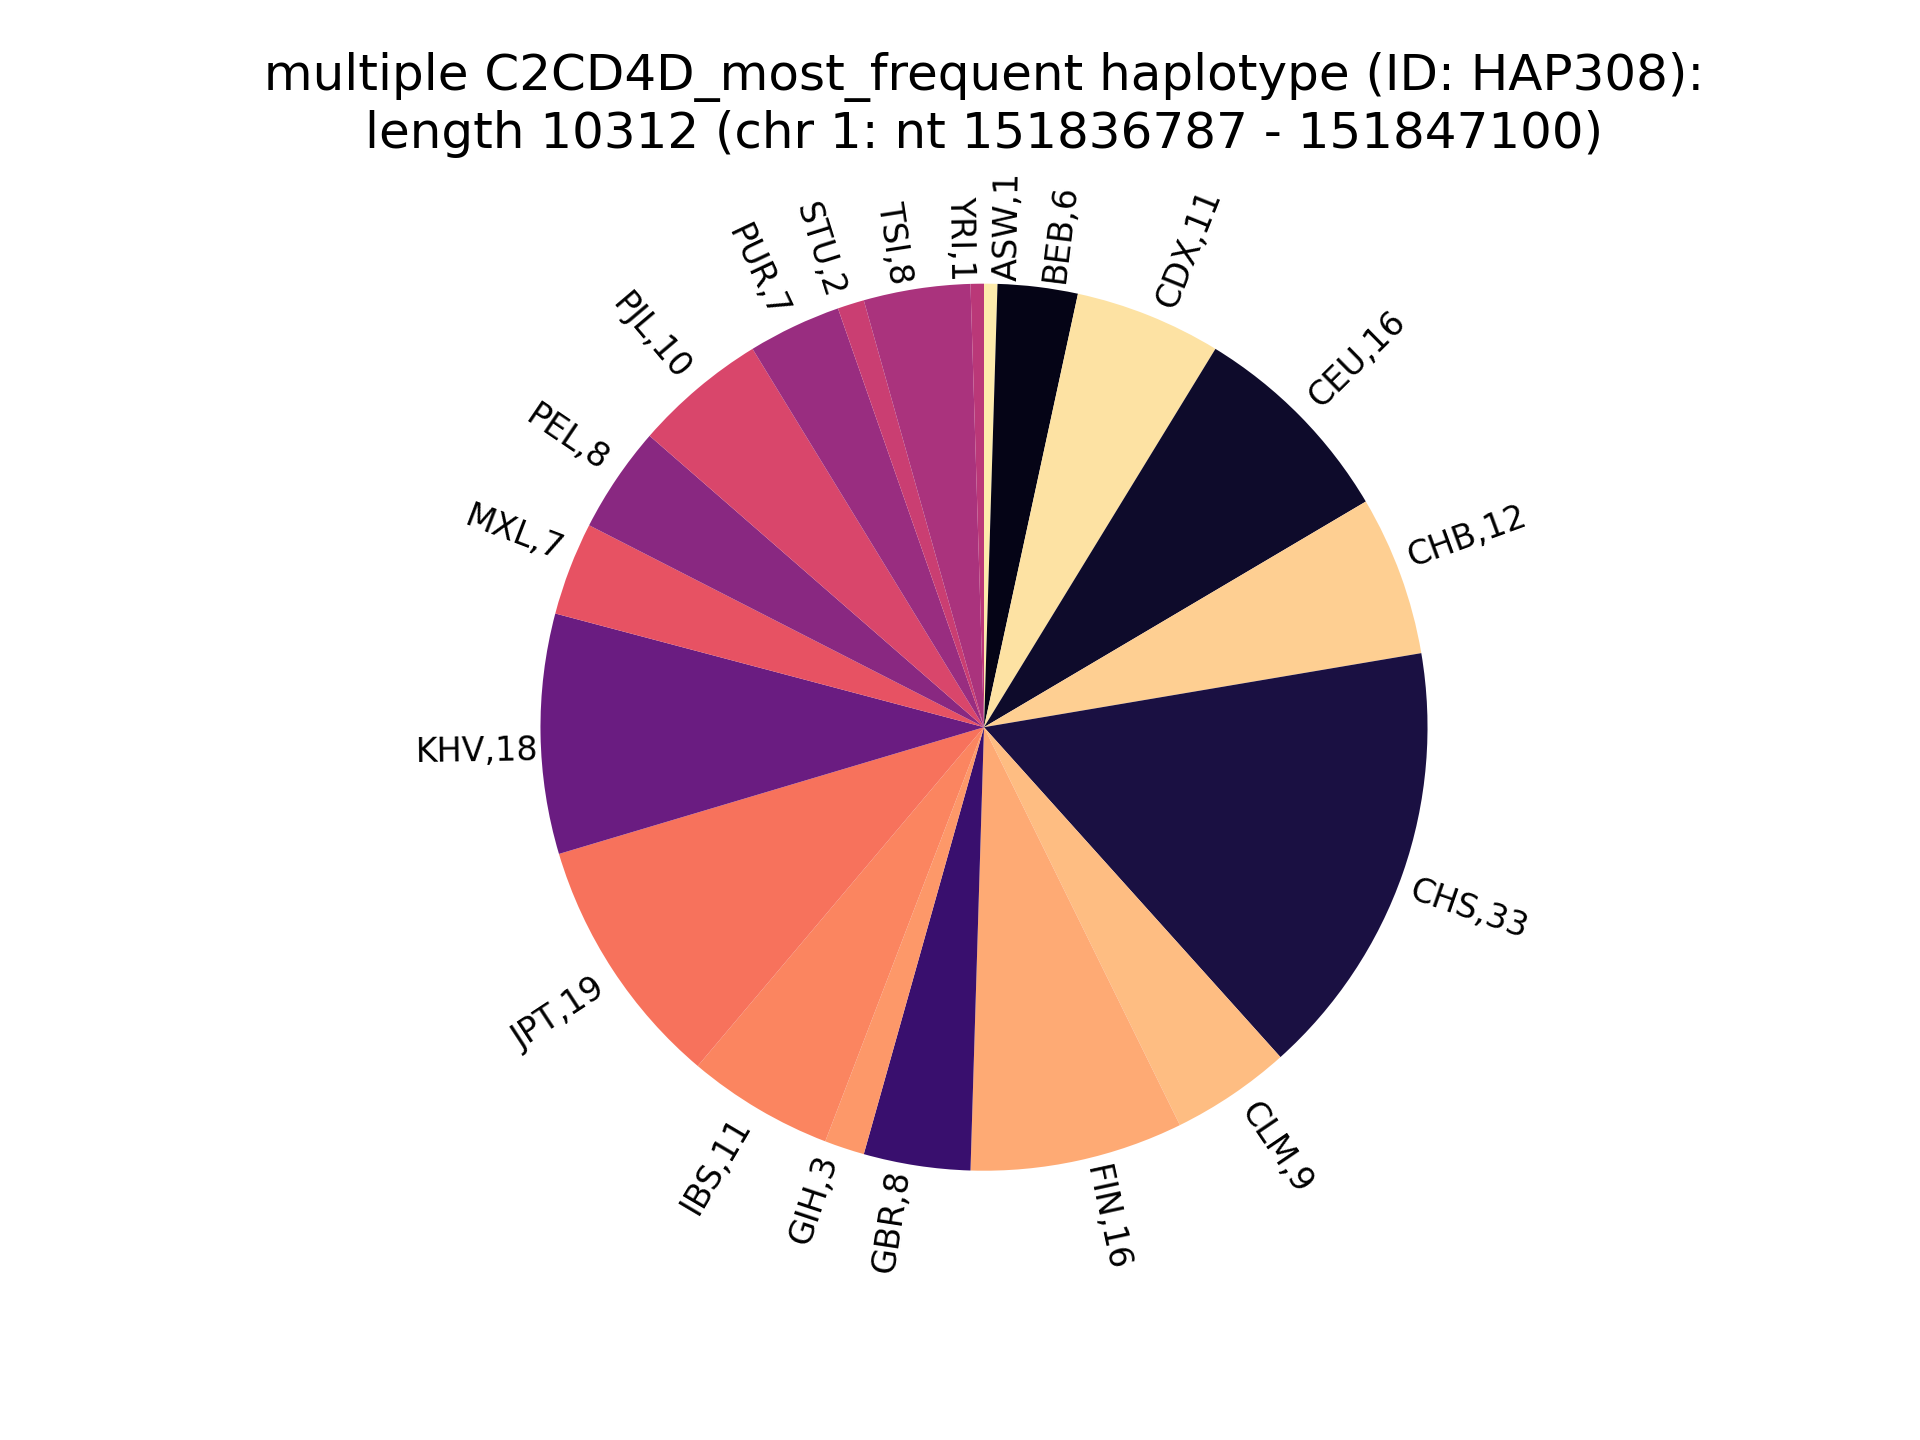 multiple C2CD4D_most_frequent haplotype (ID: HAP308):
length 10312 (chr 1: nt 151836787 - 151847100)
ASW,1
BEB,6
CDX,11
CEU,16
CHB,12
CHS,33
CLM,9
FIN,16
GBR,8
GIH,3
IBS,11
JPT,19
KHV,18
MXL,7
PEL,8
PJL,10
PUR,7
STU,2
TSI,8
YRI,1